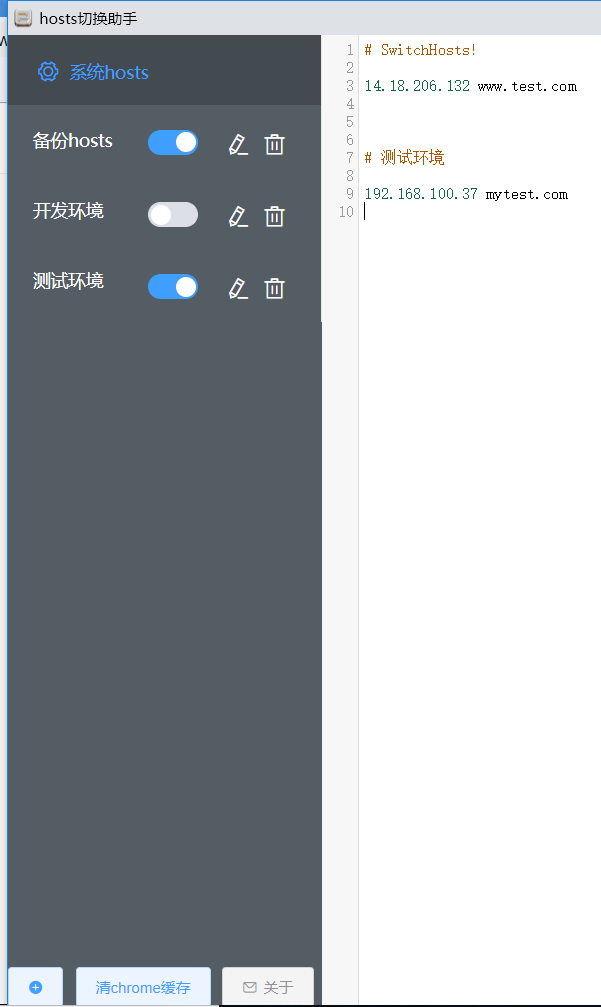 hosts切换助手
系统hosts
备份hosts
开发环境
测试环境
清chrome缓存
关于
1 # SwitchHosts!
2
3 14.18.206.132 www.test.com
4
5
6
7 # 测试环境
8
9 192.168.100.37 mytest.com
10